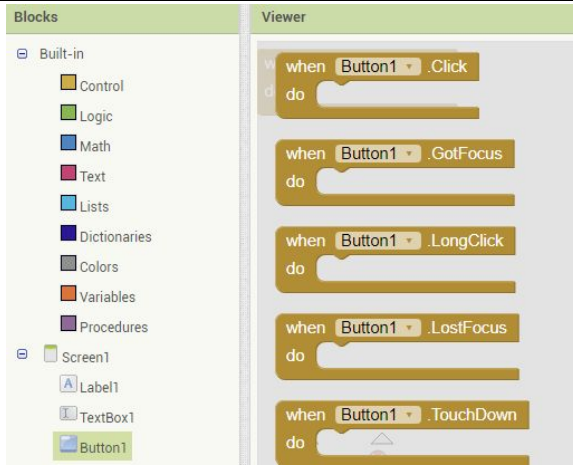 Blocks
Built-in
Control
Logic
Math
Text
Lists
Dictionaries
Colors
Variables
Procedures
Screen1
Label1
TextBox1
Button1
Viewer
when Button1 .Click
do
when Button1 .GotFocus
do
when Button1 .LongClick
do
when Button1 .LostFocus
do
when Button1 .TouchDown
do